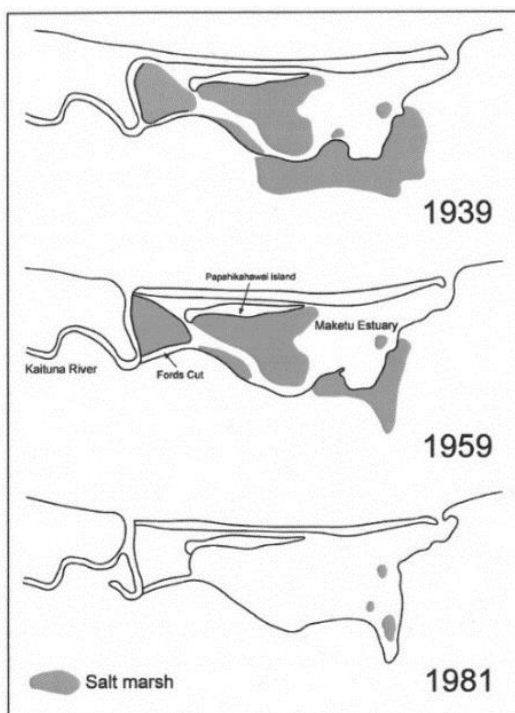 1939
Papahikahawai island
Maketu Estuary
Kaituna River
Fords Cut
1959
Salt marsh
1981